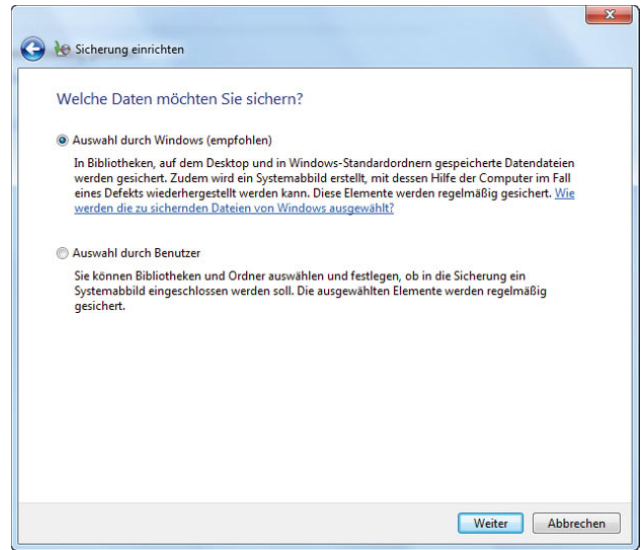 Sicherung einrichten
Welche Daten möchten Sie sichern?
Auswahl durch Windows (empfohlen)
In Bibliotheken, auf dem Desktop und in Windows-Standardordnern gespeicherte Datendateien
werden gesichert. Zudem wird ein Systemabbild erstellt, mit dessen Hilfe der Computer im Fall
eines Defekts wiederhergestellt werden kann. Diese Elemente werden regelmäßig gesichert. Wie
werden die zu sichernden Dateien von Windows ausgewählt?
Auswahl durch Benutzer
Sie können Bibliotheken und Ordner auswählen und festlegen, ob in die Sicherung ein
Systemabbild eingeschlossen werden soll. Die ausgewählten Elemente werden regelmäßig
gesichert.
Weiter Abbrechen